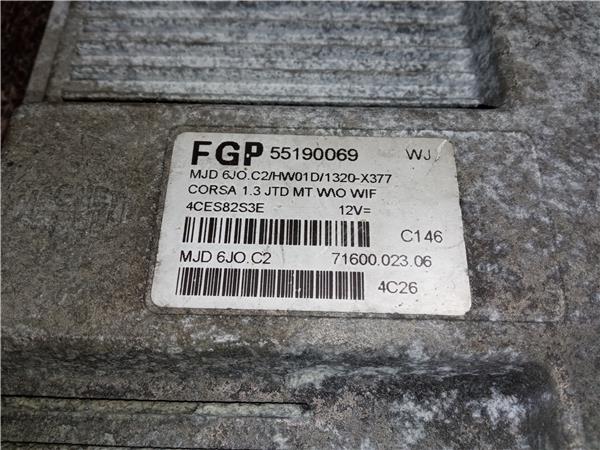 FGP 55190069 WJ
MJD 6JO.C2/HW01D/1320-X377
CORSA 1.3 JTD MT W\O WIF
4CES82S3E 12V=
C146
MJD 6JO.C2 71600.023.06
4C26